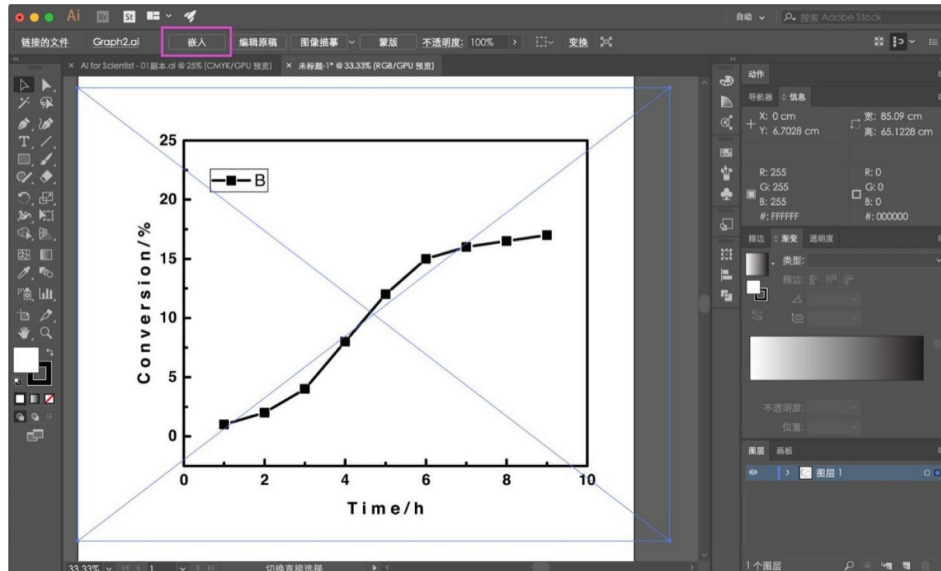 Ai Br St 自动 搜索 Adobe Stock
链接的文件 Graph2.ai 嵌入 编辑原稿 图像描摹 蒙版 不透明度: 100% 变换
× AI for Scientist - 01副本.ai @ 25% (CMYK/GPU 预览) × 未标题-1* @ 33.33% (RGB/GPU 预览)
动作
导航器 信息
X: 0 cm 宽: 85.09 cm
Y: 6.7028 cm 高: 65.1228 cm
R: 255 R: 0
G: 255 G: 0
B: 255 B: 0
#: FFFFFF #: 000000
描边 渐变 透明度
类型:
描边:
不透明度:
位置:
图层 画板
图层 1
1 个图层
25
B
20
15
10
5
0
Conversion/%
0 2 4 6 8 10
Time/h
33.33% 1 切换直接选择